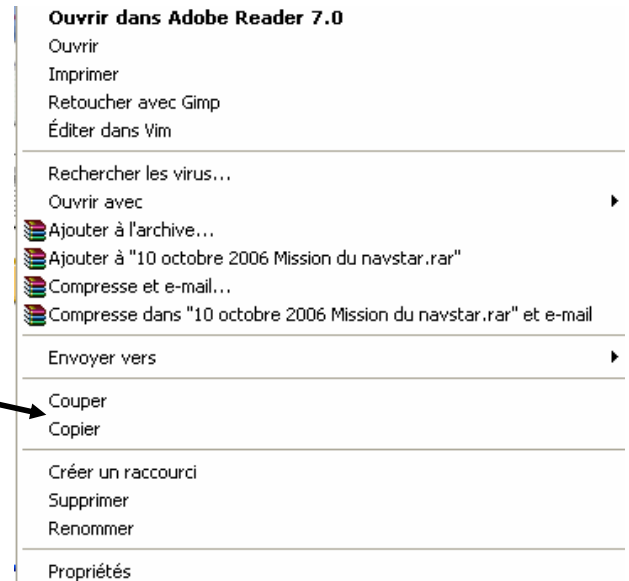 Ouvrir dans Adobe Reader 7.0
Ouvrir
Imprimer
Retoucher avec Gimp
Éditer dans Vim
Rechercher les virus...
Ouvrir avec
Ajouter à l'archive...
Ajouter à "10 octobre 2006 Mission du navstar.rar"
Compresse et e-mail...
Compresse dans "10 octobre 2006 Mission du navstar.rar" et e-mail
Envoyer vers
Couper
Copier
Créer un raccourci
Supprimer
Renommer
Propriétés